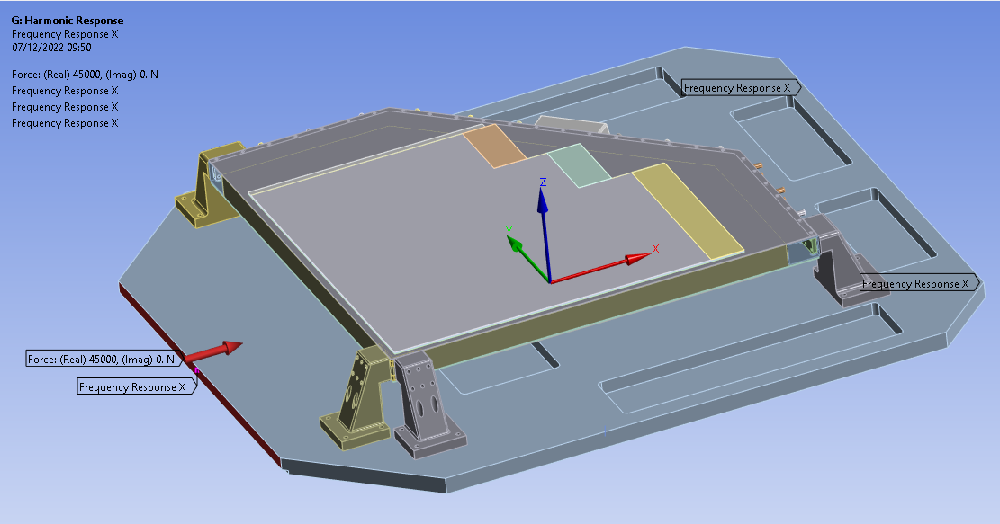 G: Harmonic Response
Frequency Response X
07/12/2022 09:50
Force: (Real) 45000, (Imag) 0. N
Frequency Response X
Frequency Response X
Frequency Response X
Frequency Response X
Z
Y
X
Frequency Response X
Force: (Real) 45000, (Imag) 0. N
Frequency Response X